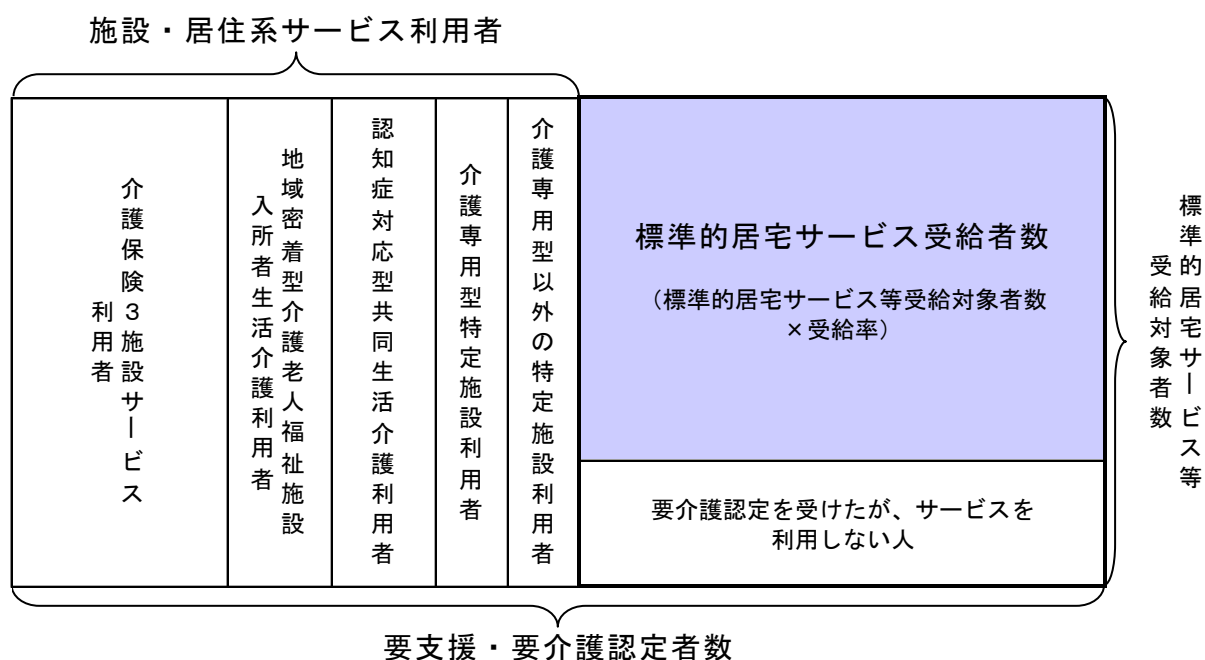 施設・居住系サービス利用者
介護保険３施設サービス
利用者
地域密着型介護老人福祉施設
入所者生活介護利用者
認知症対応型共同生活介護利用者
介護専用型特定施設利用者
介護専用型以外の特定施設利用者
標準的居宅サービス受給者数
（標準的居宅サービス等受給対象者数
×受給率）
要介護認定を受けたが、サービスを
利用しない人
標準的居宅サービス等
受給対象者数
要支援・要介護認定者数